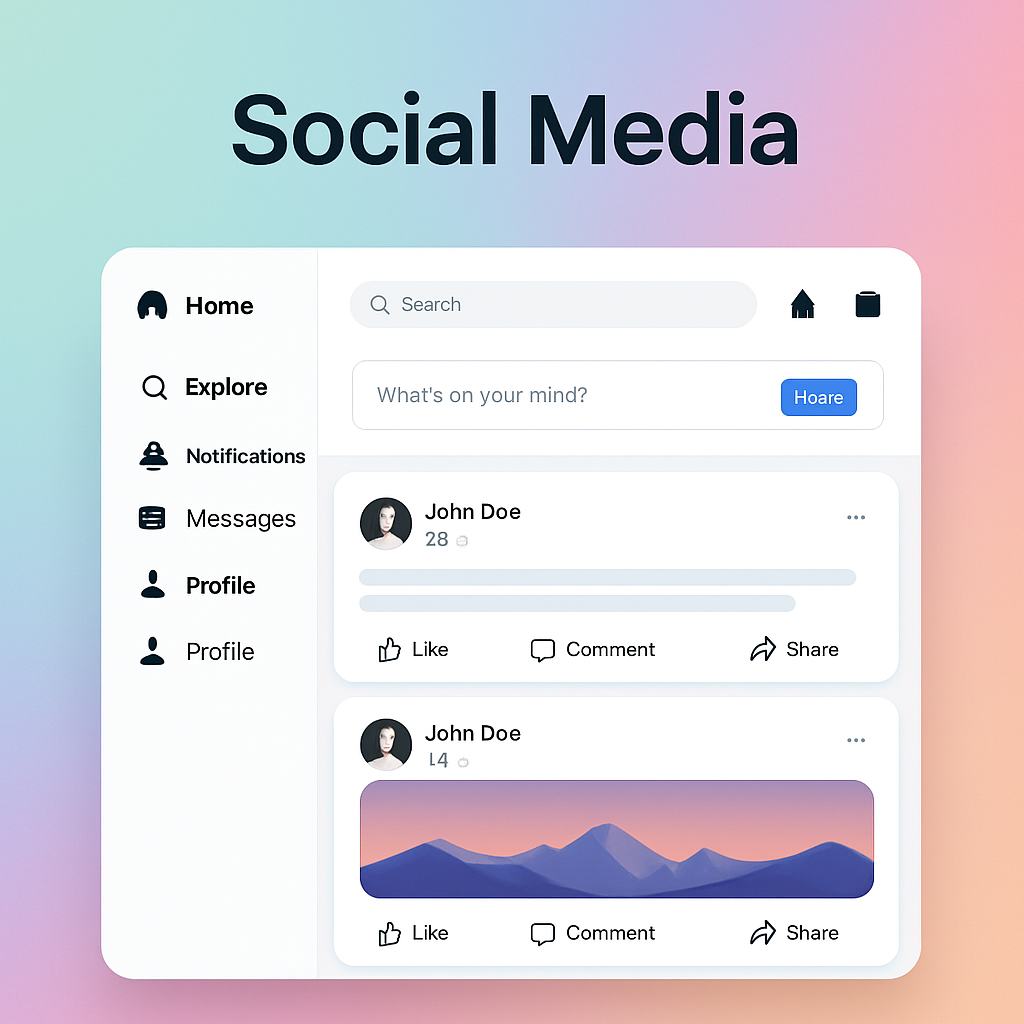 Social Media
Home
Explore
Notifications
Messages
Profile
Profile
Search
What's on your mind?
Hoare
John Doe
28
Like
Comment
Share
John Doe
14
Like
Comment
Share